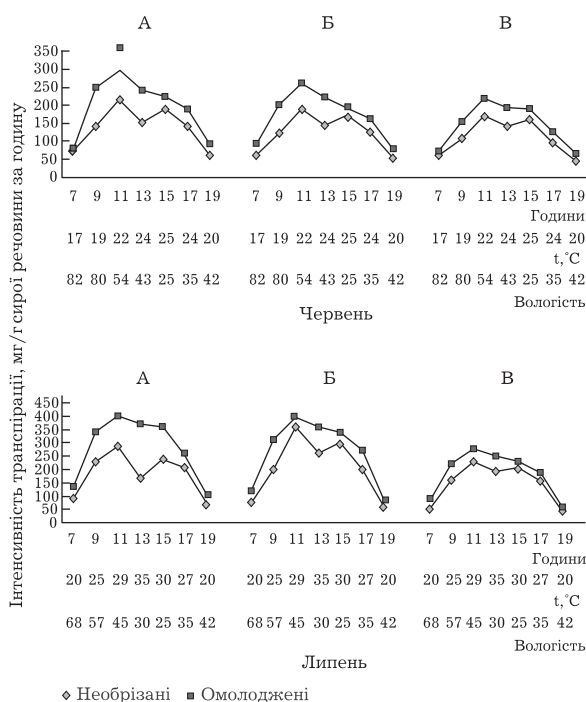 А Б В
350
300
250
200
150
100
50
0
7 9 11 13 15 17 19 7 9 11 13 15 17 19 7 9 11 13 15 17 19
Години
17 19 22 24 25 24 20 17 19 22 24 25 24 20 17 19 22 24 25 24 20
t,°C
82 80 54 43 25 35 42 82 80 54 43 25 35 42 82 80 54 43 25 35 42
Вологість
Червень
Інтенсивність транспірації, мг/г сирої речовини за годину
А Б В
450
400
350
300
250
200
150
100
50
0
7 9 11 13 15 17 19 7 9 11 13 15 17 19 7 9 11 13 15 17 19
Години
20 25 29 35 30 27 20 20 25 29 35 30 27 20 20 25 29 35 30 27 20
t,°C
68 57 45 30 25 35 42 68 57 45 30 25 35 42 68 57 45 30 25 35 42
Вологість
Липень
Необрізані Омолоджені